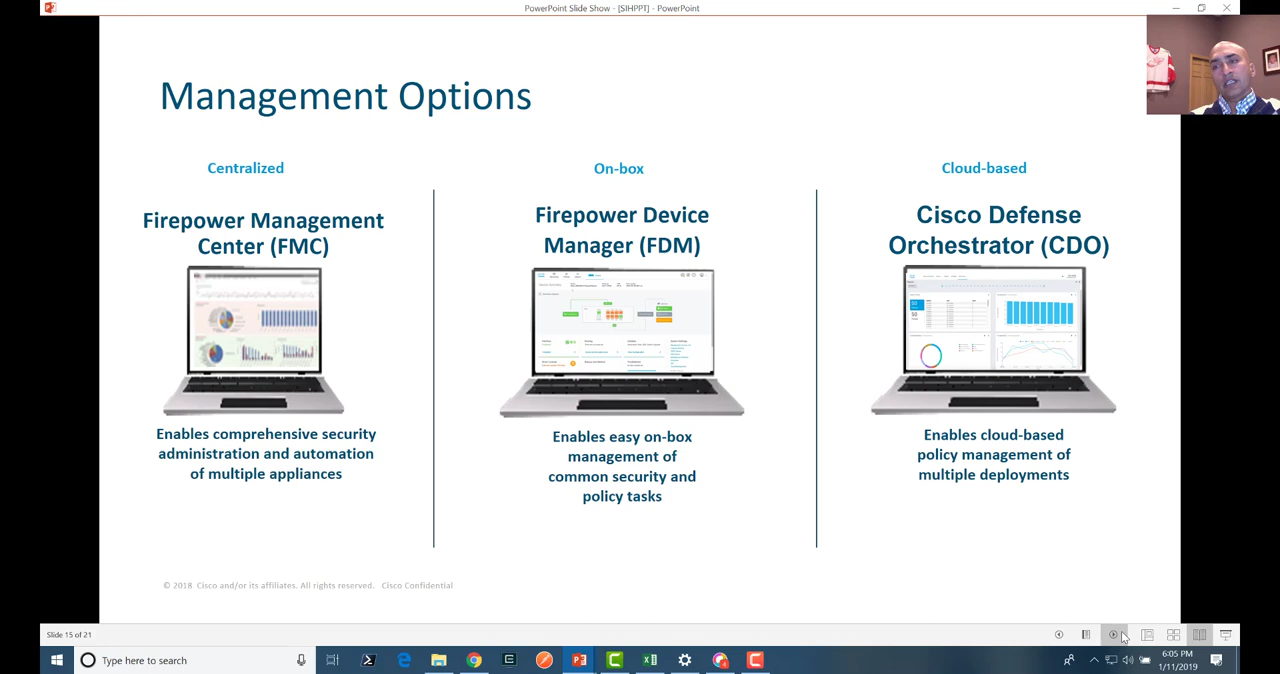 PowerPoint Slide Show - [SIHPPT] - PowerPoint
Management Options
Centralized
Firepower Management
Center (FMC)
Enables comprehensive security
administration and automation
of multiple appliances
On-box
Firepower Device
Manager (FDM)
Enables easy on-box
management of
common security and
policy tasks
Cloud-based
Cisco Defense
Orchestrator (CDO)
Enables cloud-based
policy management of
multiple deployments
© 2018 Cisco and/or its affiliates. All rights reserved. Cisco Confidential
Slide 15 of 21
Type here to search
6:05 PM
1/11/2019